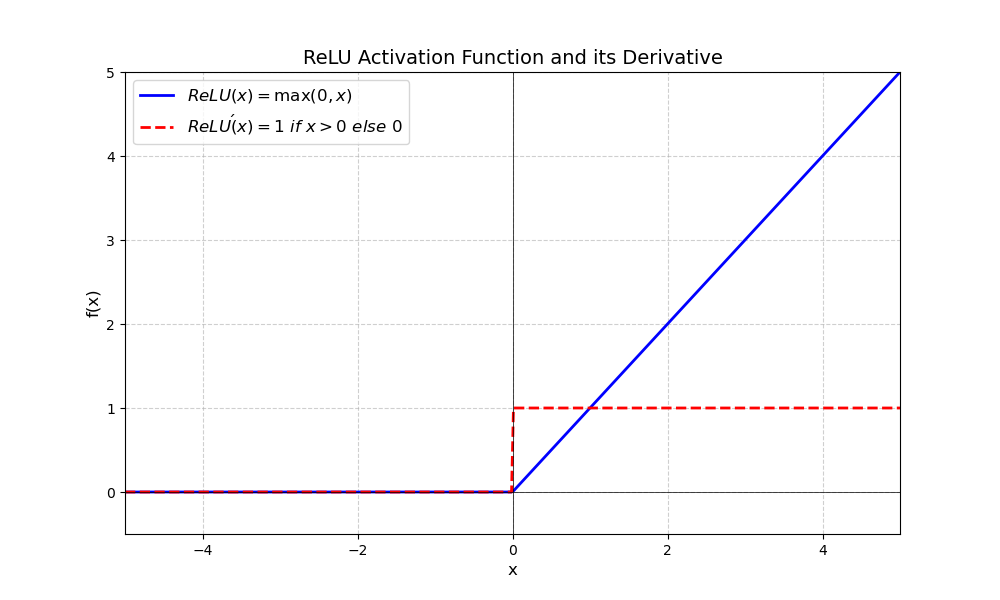 ReLU Activation Function and its Derivative
ReLU(x) = max(0, x)
ReLU´(x) = 1 if x > 0 else 0
f(x)
5
4
3
2
1
0
−4 −2 0 2 4
x